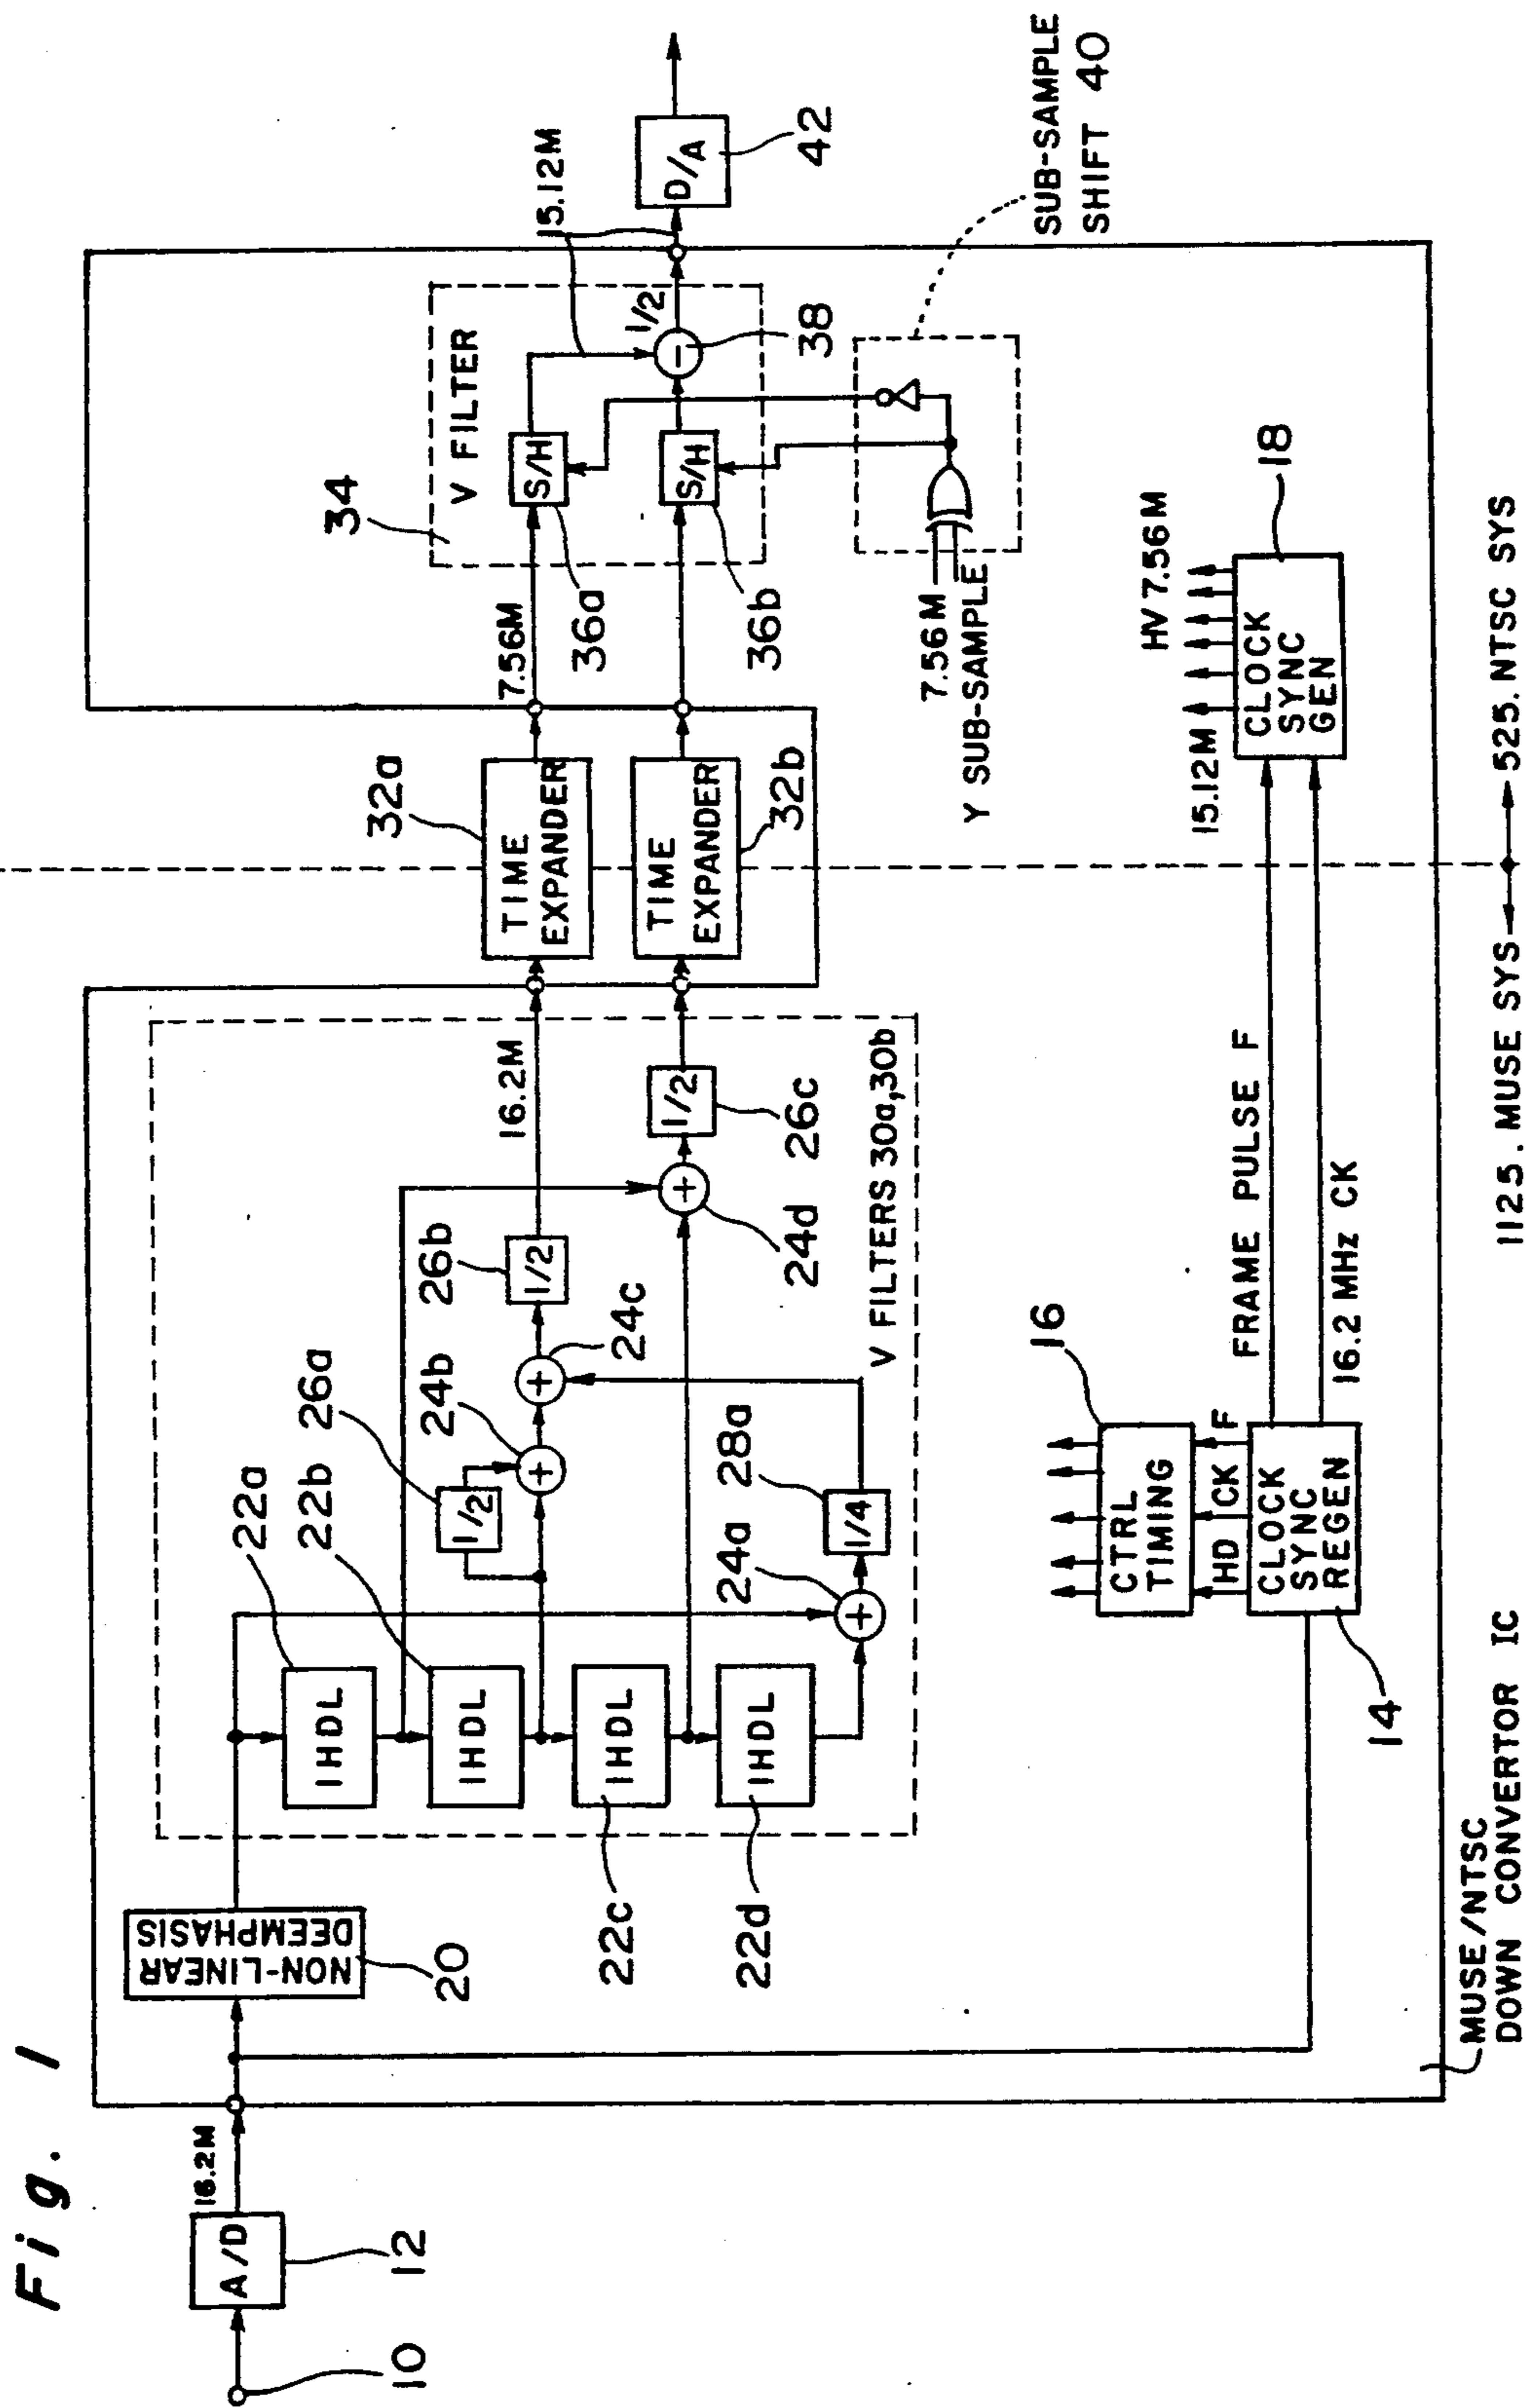 Fig. 1
10
A/D
12
16.2M
NON-LINEAR
DEEMPHASIS
20
1HDL
22a
1HDL
22b
1HDL
22c
1HDL
22d
24a
1/4
28a
1/2
26a
24b
24c
1/2
26b
24d
1/2
26c
16.2M
V FILTERS 30a,30b
TIME
EXPANDER
32a
TIME
EXPANDER
32b
7.56M
34
V FILTER
S/H
36a
S/H
36b
1/2
38
15.12M
D/A
42
7.56M
Y SUB-SAMPLE
SUB-SAMPLE
SHIFT 40
CLOCK
SYNC
REGEN
14
HD
CK
F
CTRL
TIMING
16
FRAME PULSE F
16.2 MHz CK
CLOCK
SYNC
GEN
18
15.12M
HV 7.56M
MUSE/NTSC
DOWN CONVERTOR IC
1125. MUSE SYS
525. NTSC SYS
+
+
+
+
−